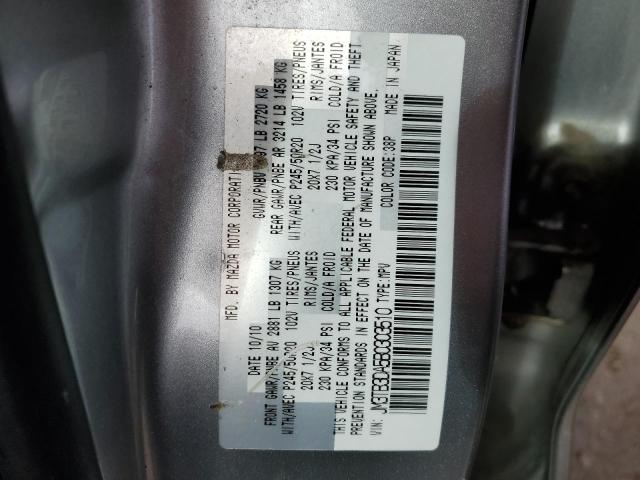 MFD. BY MAZDA MOTOR CORPORATI
DATE 10/10 GVWR/PNBV LB 2720 KG
FRONT GAWR/PNBE AV 2881 LB 1307 KG REAR GAWR/PNBE AR 3214 LB 1458 KG
WITH/AVEC P245/50R20 102V TIRES/PNEUS WITH/AVEC P245/50R20 102V TIRES/PNEUS
20X7 1/2J RIMS/JANTES 20X7 1/2J RIMS/JANTES
230 KPA/34 PSI COLD/A FROID 230 KPA/34 PSI COLD/A FROID
THIS VEHICLE CONFORMS TO ALL APPLICABLE FEDERAL MOTOR VEHICLE SAFETY AND THEFT
PREVENTION STANDARDS IN EFFECT ON THE DATE OF MANUFACTURE SHOWN ABOVE.
VIN: JM3TB3DA5BC303510 TYPE: MPV COLOR CODE: 38P MADE IN JAPAN